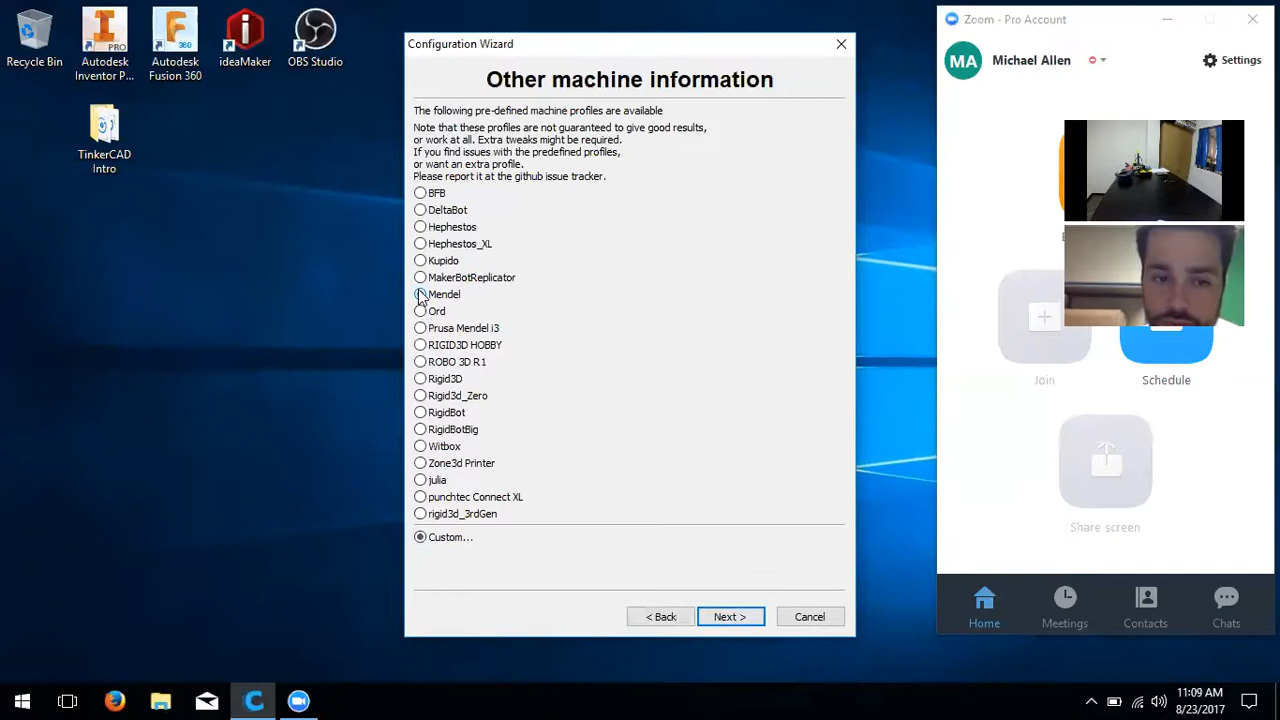 Recycle Bin
Autodesk
Inventor P...
PRO
Autodesk
Fusion 360
360
ideaMaker
OBS Studio
TinkerCAD
Intro
Configuration Wizard
Other machine information
The following pre-defined machine profiles are available
Note that these profiles are not guaranteed to give good results,
or work at all. Extra tweaks might be required.
If you find issues with the predefined profiles,
or want an extra profile.
Please report it at the github issue tracker.
BFB
DeltaBot
Hephestos
Hephestos_XL
Kupido
MakerBotReplicator
Mendel
Ord
Prusa Mendel i3
RIGID3D HOBBY
ROBO 3D R1
Rigid3D
Rigid3d_Zero
RigidBot
RigidBotBig
Witbox
Zone3d Printer
julia
punchtec Connect XL
rigid3d_3rdGen
Custom...
< Back
Next >
Cancel
Zoom - Pro Account
MA
Michael Allen
Settings
Join
Schedule
Share screen
Home
Meetings
Contacts
Chats
11:09 AM
8/23/2017